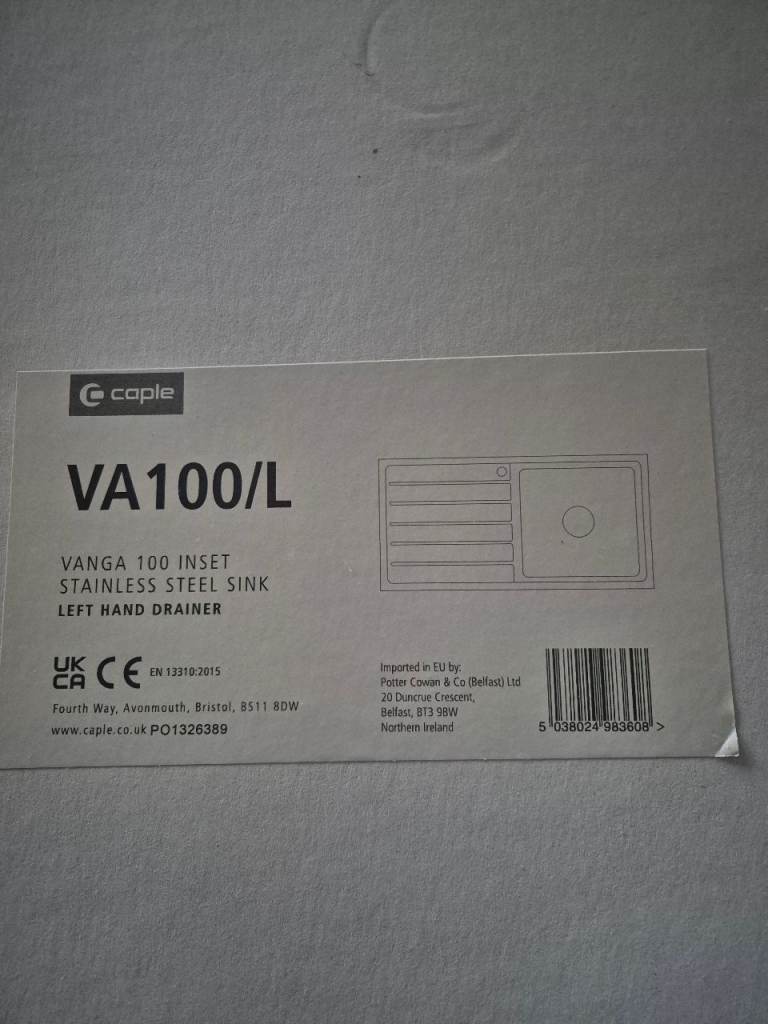 caple
VA100/L
VANGA 100 INSET
STAINLESS STEEL SINK
LEFT HAND DRAINER
UK
CA CE EN 13310:2015
Fourth Way, Avonmouth, Bristol, BS11 8DW
www.caple.co.uk PO1326389
Imported in EU by:
Potter Cowan & Co (Belfast) Ltd
20 Duncrue Crescent,
Belfast, BT3 9BW
Northern Ireland
5 038024 983608 >